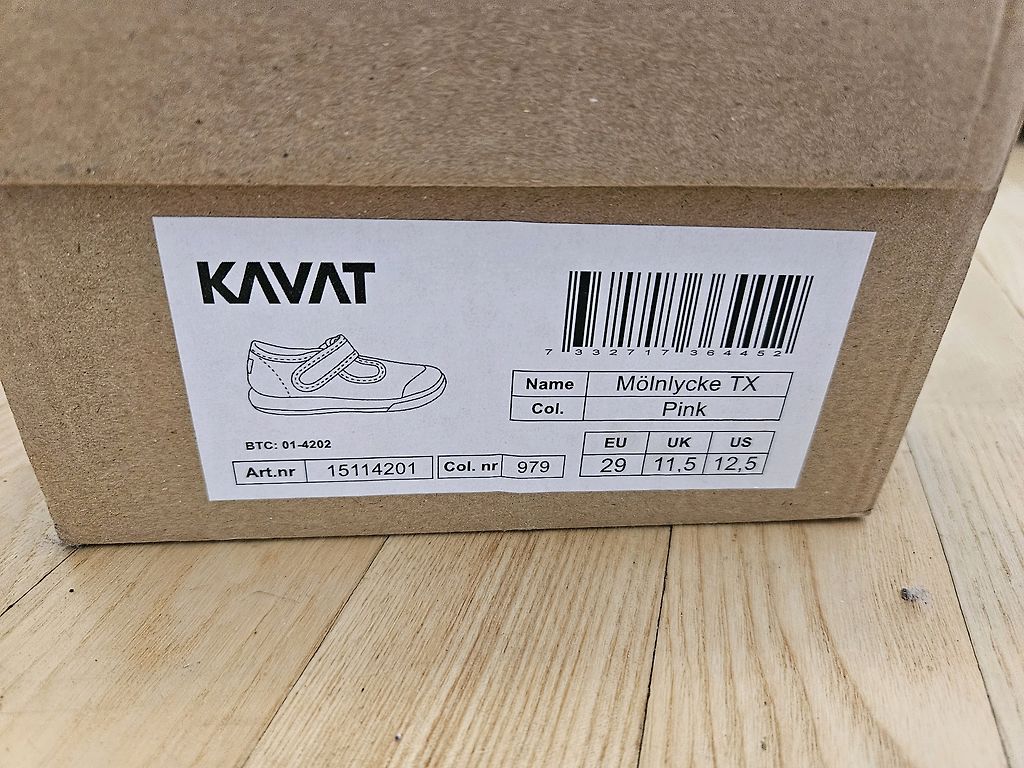 KAVAT
7 332717 364452
Name Mölnlycke TX
Col. Pink
BTC: 01-4202
Art.nr 15114201 Col. nr 979
EU UK US
29 11,5 12,5